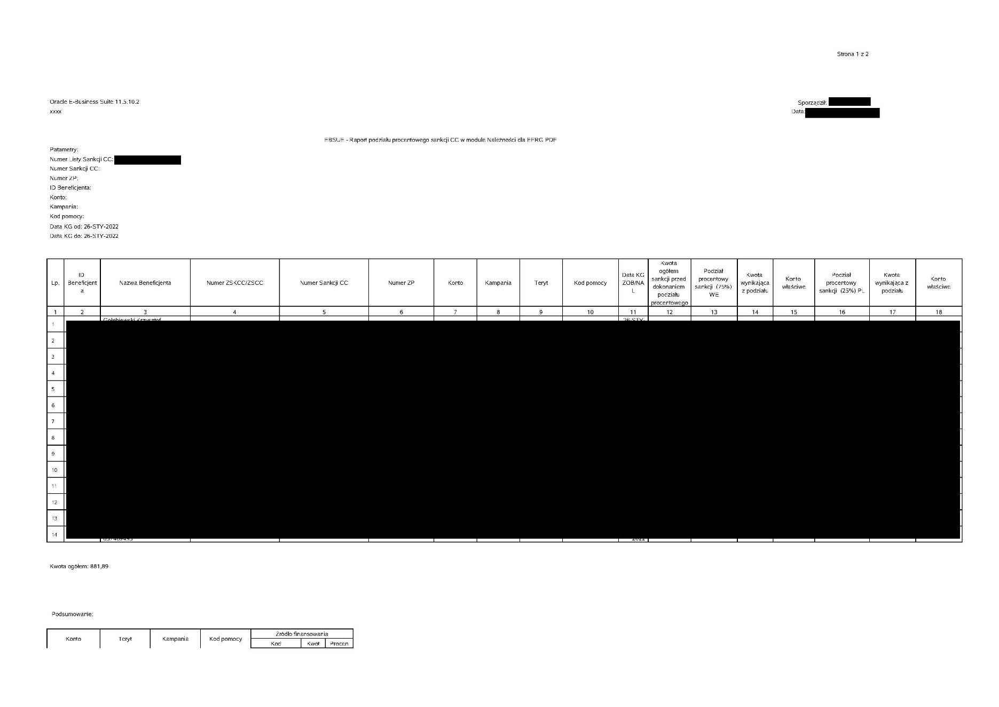 Strona 1 z 2
Oracle E-Business Suite 11.5.10.2
Sporządził:
xxxx
Data:
EBSUE - Raport podziału procentowego sankcji CC w module Należności dla EFRG PDF
Patametry:
Numer Listy Sankcji CC:
Numer Sankcji CC:
Numer ZP:
ID Beneficjenta:
Konto:
Kampania:
Kod pomocy:
Data KG od: 26-STY-2022
Data KG do: 26-STY-2022
Lp.
ID
Beneficjent
a
Nazwa Beneficjenta
Numer ZSKCC/ZSCC
Numer Sankcji CC
Numer ZP
Konto
Kampania
Teryt
Kod pomocy
Data KG
ZOB/NA
L
Kwota
ogółem
sankcji przed
dokonaniem
podziału
procentowego
Podział
procentowy
sankcji (75%)
WE
Kwota
wynikająca
z podziału
Konto
właściwe
Podział
procentowy
sankcji (25%) PL
Kwota
wynikająca z
podziału
Konto
właściwe
1 2 3 4 5 6 7 8 9 10 11 12 13 14 15 16 17 18
1
2
3
4
5
6
7
8
9
10
11
12
13
14
Kwota ogółem: 881,89
Podsumowanie:
Konto
Teryt
Kampania
Kod pomocy
Źródło finansowania
Kod Kwot Procen